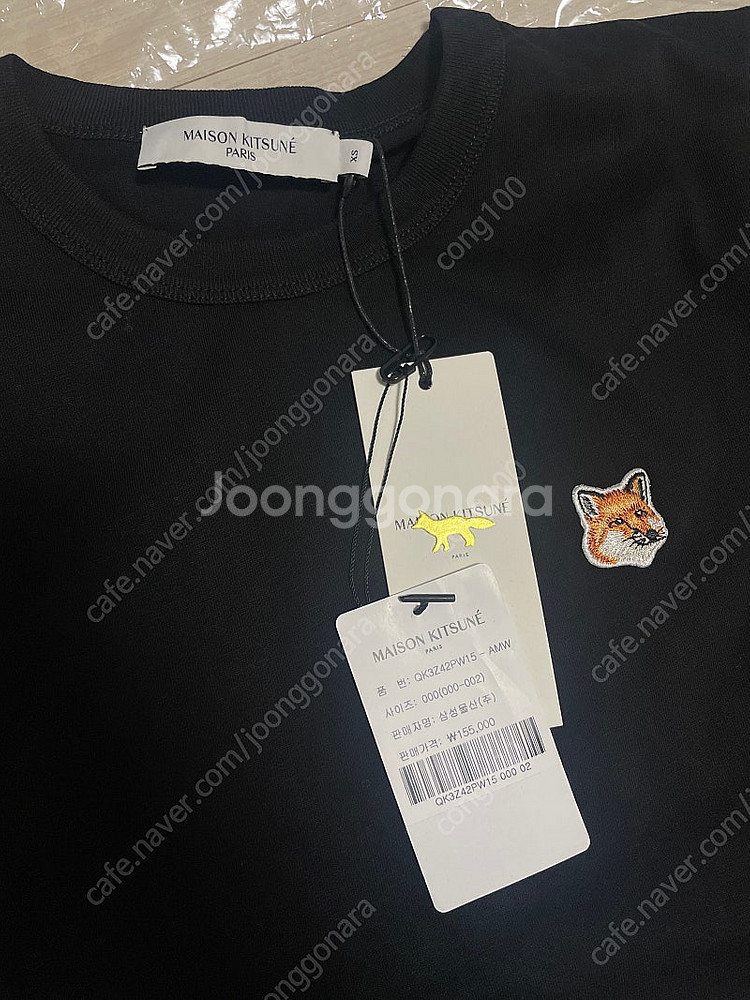 MAISON KITSUNÉ
PARIS
XS
MAISON KITSUNÉ
PARIS
MAISON KITSUNÉ
PARIS
품 번: QK3Z42PW15 - AMW
사이즈: 000(000-002)
판매자명: 삼성물산(주)
판매가격: ₩155,000
QK3Z42PW15 000 02
Joonggonara
cafe.naver.com/joonggonara
cong100